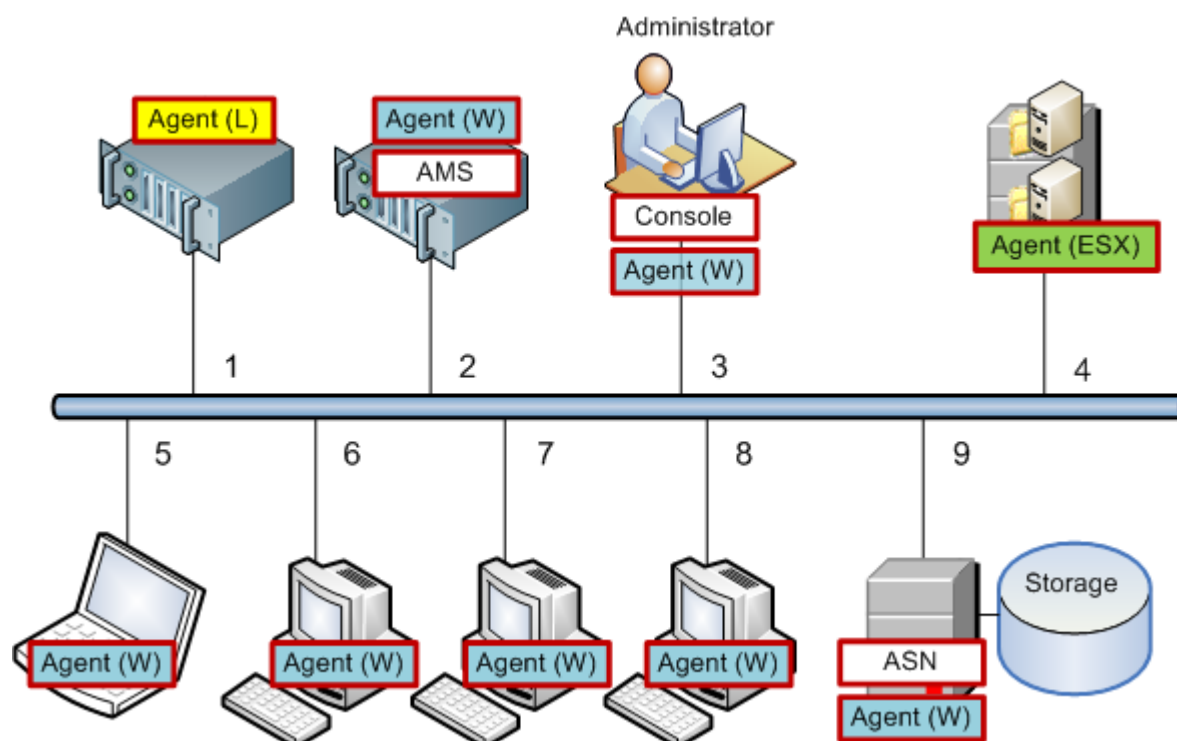 Administrator
Agent (L)
Agent (W)
AMS
Console
Agent (W)
Agent (ESX)
1
2
3
4
5
6
7
8
9
Agent (W)
Agent (W)
Agent (W)
Agent (W)
ASN
Agent (W)
Storage